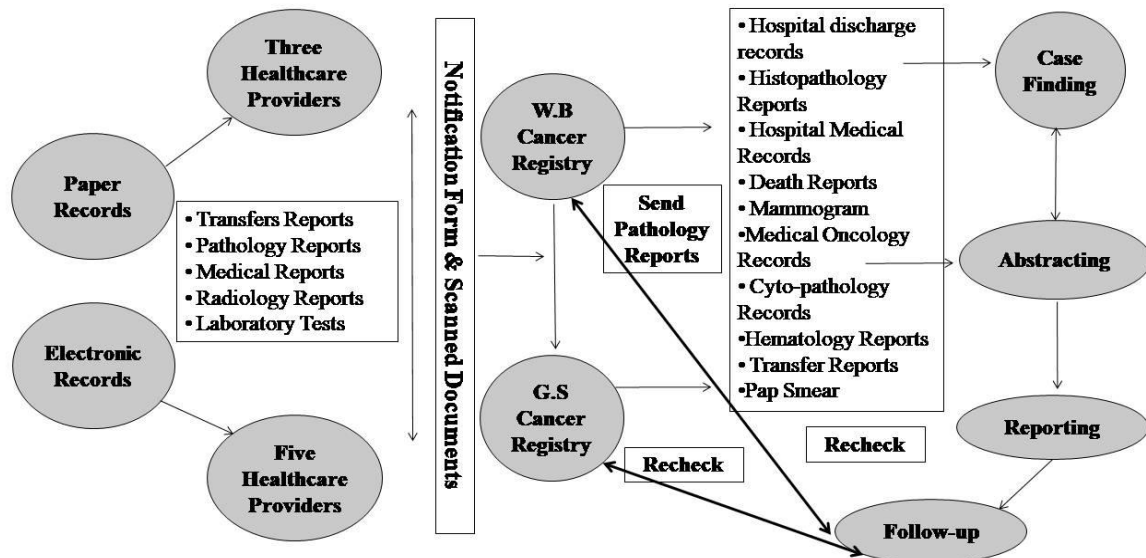 Three
Healthcare
Providers
Paper
Records
• Transfers Reports
• Pathology Reports
• Medical Reports
• Radiology Reports
• Laboratory Tests
Electronic
Records
Five
Healthcare
Providers
Notification Form & Scanned Documents
W.B
Cancer
Registry
Send
Pathology
Reports
G.S
Cancer
Registry
Recheck
• Hospital discharge
records
• Histopathology
Reports
• Hospital Medical
Records
• Death Reports
• Mammogram
•Medical Oncology
Records
• Cyto-pathology
Records
•Hematology Reports
• Transfer Reports
•Pap Smear
Recheck
Case
Finding
Abstracting
Reporting
Follow-up